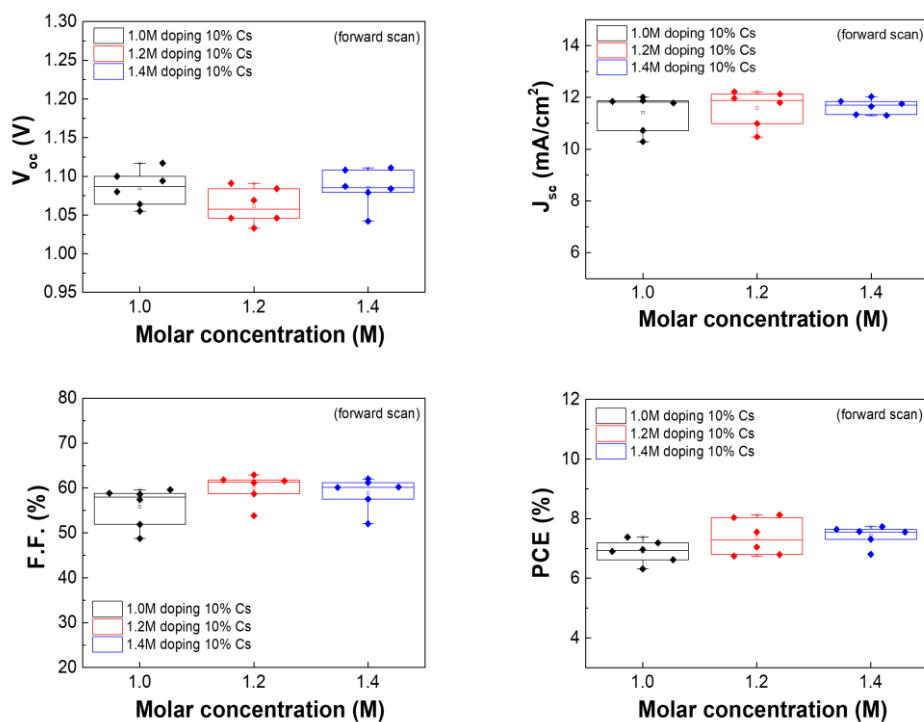 1.30
1.25
1.20
1.15
1.10
1.05
1.00
0.95
V_oc (V)
1.0M doping 10% Cs
1.2M doping 10% Cs
1.4M doping 10% Cs
(forward scan)
1.0
1.2
1.4
Molar concentration (M)
14
12
10
8
6
J_sc (mA/cm²)
1.0M doping 10% Cs
1.2M doping 10% Cs
1.4M doping 10% Cs
(forward scan)
1.0
1.2
1.4
Molar concentration (M)
80
70
60
50
40
30
20
F.F. (%)
(forward scan)
1.0M doping 10% Cs
1.2M doping 10% Cs
1.4M doping 10% Cs
1.0
1.2
1.4
Molar concentration (M)
12
10
8
6
4
PCE (%)
1.0M doping 10% Cs
1.2M doping 10% Cs
1.4M doping 10% Cs
(forward scan)
1.0
1.2
1.4
Molar concentration (M)